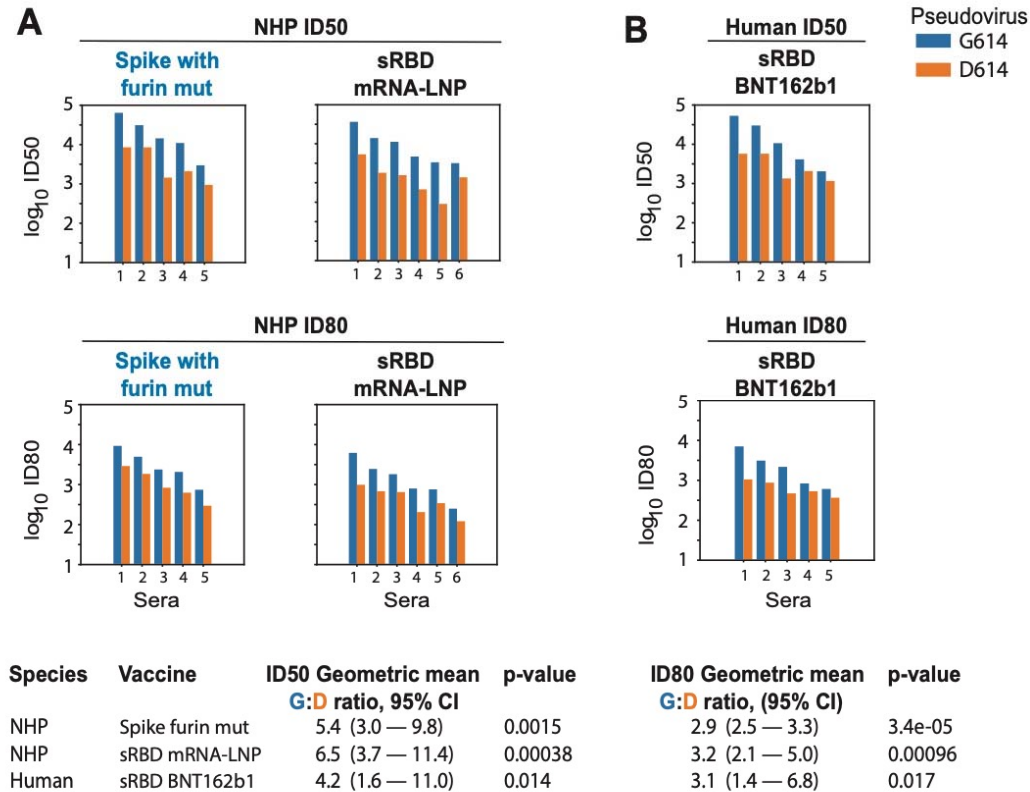 A
NHP ID50
Spike with
furin mut
sRBD
mRNA-LNP
B
Human ID50
sRBD
BNT162b1
Pseudovirus
G614
D614
log10 ID50
5
4
3
2
1
1 2 3 4 5
1 2 3 4 5 6
log10 ID50
5
4
3
2
1
1 2 3 4 5
NHP ID80
Spike with
furin mut
sRBD
mRNA-LNP
Human ID80
sRBD
BNT162b1
log10 ID80
5
4
3
2
1
1 2 3 4 5
Sera
1 2 3 4 5 6
Sera
log10 ID80
5
4
3
2
1
1 2 3 4 5
Sera
Species Vaccine ID50 Geometric mean p-value ID80 Geometric mean p-value
G:D ratio, 95% CI G:D ratio, (95% CI)
NHP Spike furin mut 5.4 (3.0 — 9.8) 0.0015 2.9 (2.5 — 3.3) 3.4e-05
NHP sRBD mRNA-LNP 6.5 (3.7 — 11.4) 0.00038 3.2 (2.1 — 5.0) 0.00096
Human sRBD BNT162b1 4.2 (1.6 — 11.0) 0.014 3.1 (1.4 — 6.8) 0.017